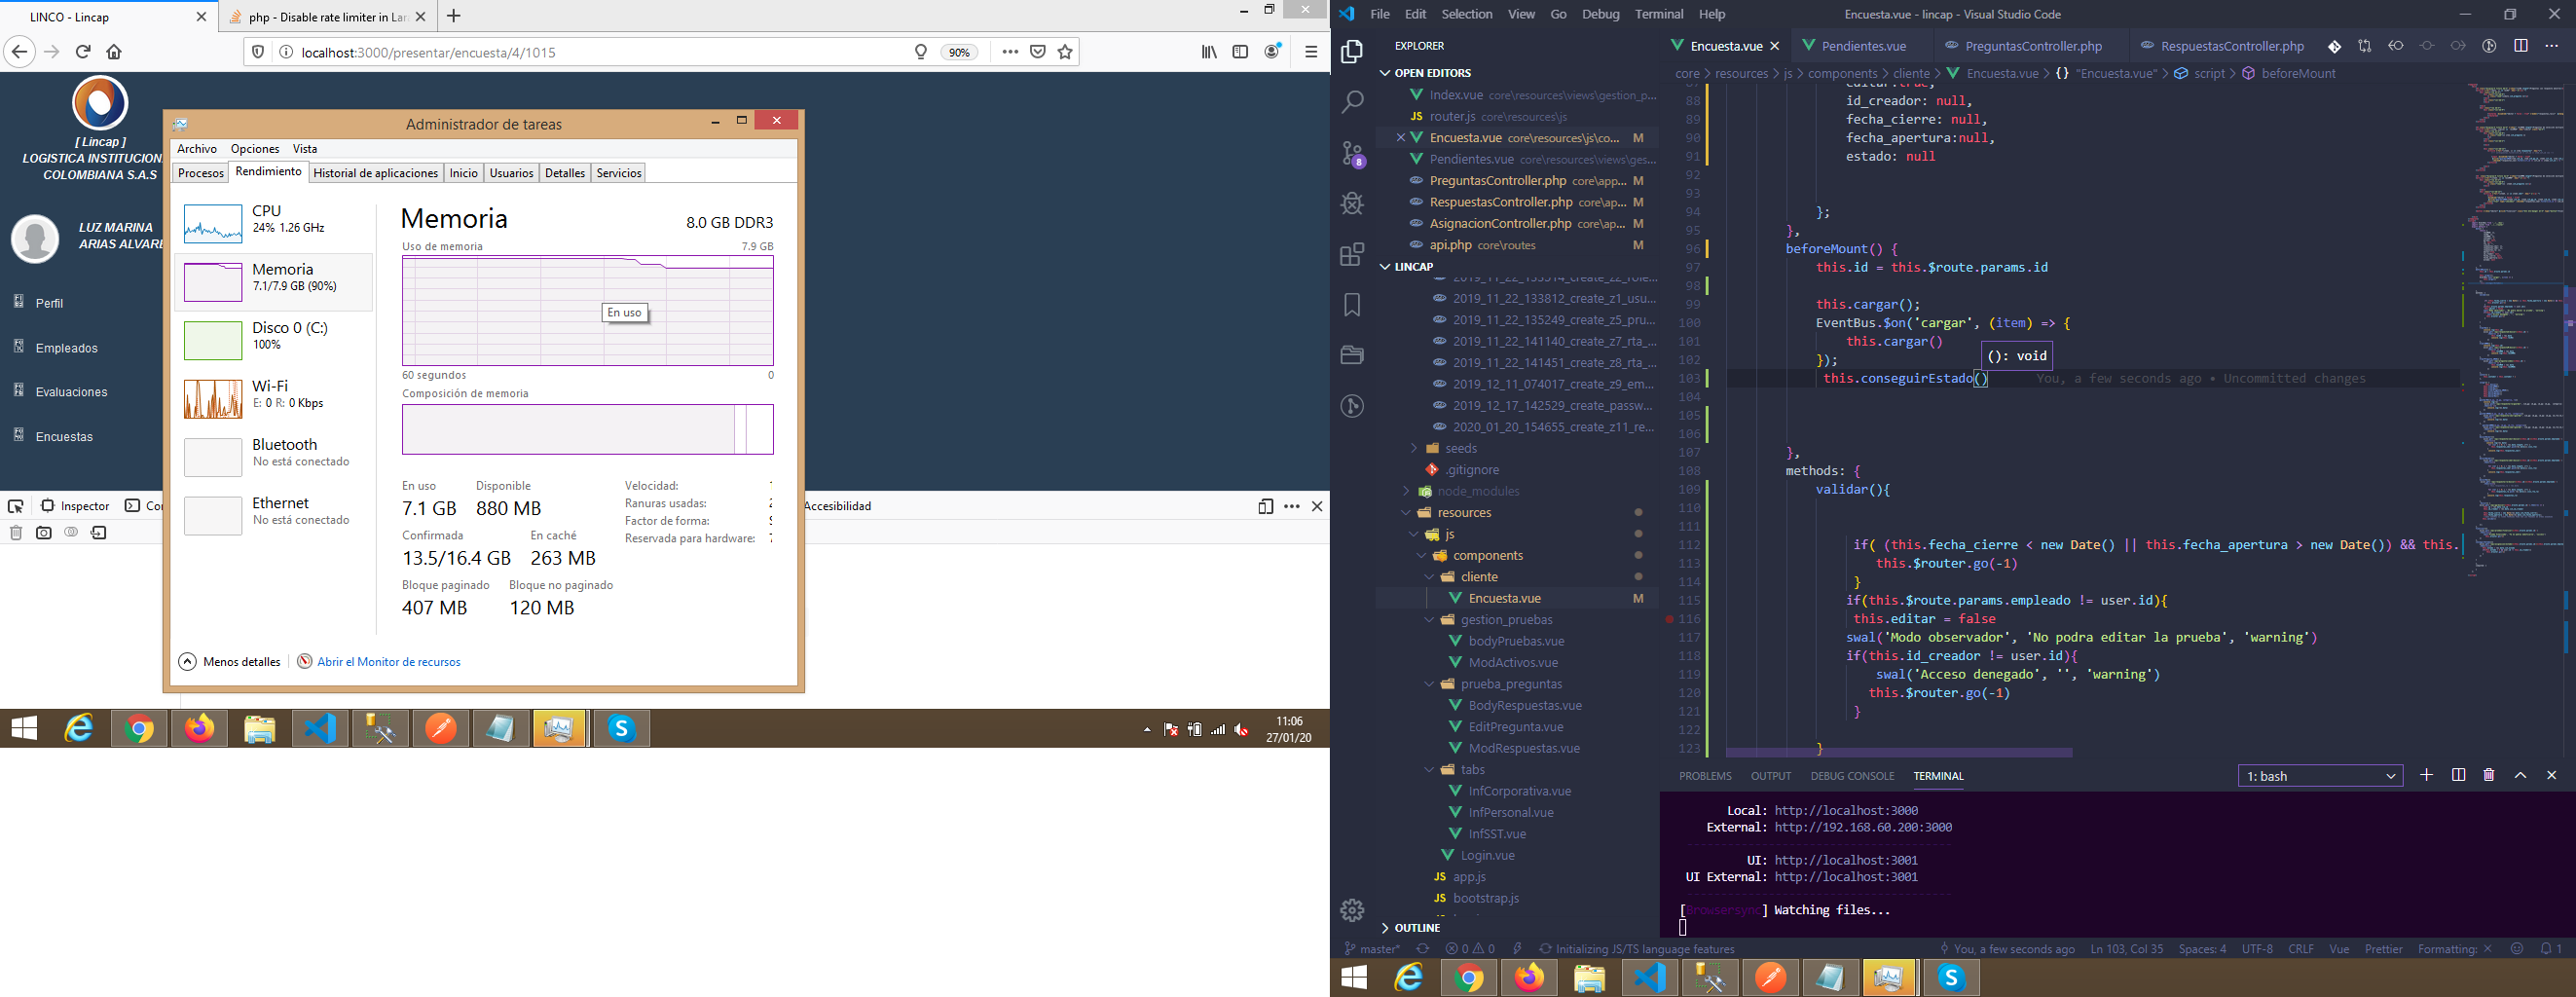 LINCO - Lincap
php - Disable rate limiter in Lar
localhost:3000/presentar/encuesta/4/1015
90%
[ Lincap ]
LOGISTICA INSTITUCION
COLOMBIANA S.A.S
LUZ MARINA
ARIAS ALVARE
Perfil
Empleados
Evaluaciones
Encuestas
Administrador de tareas
Archivo Opciones Vista
Procesos Rendimiento Historial de aplicaciones Inicio Usuarios Detalles Servicios
CPU
24% 1.26 GHz
Memoria
7.1/7.9 GB (90%)
Disco 0 (C:)
100%
Wi-Fi
E: 0 R: 0 Kbps
Bluetooth
No está conectado
Ethernet
No está conectado
Memoria 8.0 GB DDR3
Uso de memoria 7.9 GB
En uso
60 segundos 0
Composición de memoria
En uso Disponible
7.1 GB 880 MB
Confirmada En caché
13.5/16.4 GB 263 MB
Bloque paginado Bloque no paginado
407 MB 120 MB
Velocidad:
Ranuras usadas: 2
Factor de forma: S
Reservada para hardware: 7
Menos detalles Abrir el Monitor de recursos
Inspector Co
Accesibilidad
11:06
27/01/20
File Edit Selection View Go Debug Terminal Help
Encuesta.vue - lincap - Visual Studio Code
EXPLORER
OPEN EDITORS
Index.vue core\resources\views\gestion_p...
router.js core\resources\js
Encuesta.vue core\resources\js\co... M
Pendientes.vue core\resources\views\ges...
PreguntasController.php core\app... M
RespuestasController.php core\ap... M
AsignacionController.php core\ap... M
api.php core\routes M
8
LINCAP
2019_11_22_133514_create_z2_role...
2019_11_22_133812_create_z1_usu...
2019_11_22_135249_create_z5_pru...
2019_11_22_141140_create_z7_rta_...
2019_11_22_141451_create_z8_rta_...
2019_12_11_074017_create_z9_em...
2019_12_17_142529_create_passw...
2020_01_20_154655_create_z11_re...
seeds
.gitignore
node_modules
resources
js
components
cliente
Encuesta.vue M
gestion_pruebas
bodyPruebas.vue
ModActivos.vue
prueba_preguntas
BodyRespuestas.vue
EditPregunta.vue
ModRespuestas.vue
tabs
InfCorporativa.vue
InfPersonal.vue
InfSST.vue
Login.vue
JS app.js
JS bootstrap.js
OUTLINE
Encuesta.vue Pendientes.vue PreguntasController.php RespuestasController.php
core > resources > js > components > cliente > Encuesta.vue > {} "Encuesta.vue" > script > beforeMount
87 editar:true,
88 id_creador: null,
89 fecha_cierre: null,
90 fecha_apertura:null,
91 estado: null
92
93
94 };
95 },
96 beforeMount() {
97 this.id = this.$route.params.id
98
99 this.cargar();
100 EventBus.$on('cargar', (item) => {
101 this.cargar()
(): void
102 });
103 this.conseguirEstado() You, a few seconds ago • Uncommitted changes
104
105
106
107 },
108 methods: {
109 validar(){
110
111
112 if( (this.fecha_cierre < new Date() || this.fecha_apertura > new Date()) && this.
113 this.$router.go(-1)
114 }
115 if(this.$route.params.empleado != user.id){
116 this.editar = false
117 swal('Modo observador', 'No podra editar la prueba', 'warning')
118 if(this.id_creador != user.id){
119 swal('Acceso denegado', '', 'warning')
120 this.$router.go(-1)
121 }
122
123 }
PROBLEMS OUTPUT DEBUG CONSOLE TERMINAL 1: bash
Local: http://localhost:3000
External: http://192.168.60.200:3000
UI: http://localhost:3001
UI External: http://localhost:3001
[Browsersync] Watching files...
master* 0 0 Initializing JS/TS language features You, a few seconds ago Ln 103, Col 35 Spaces: 4 UTF-8 CRLF Vue Prettier Formatting: × 1